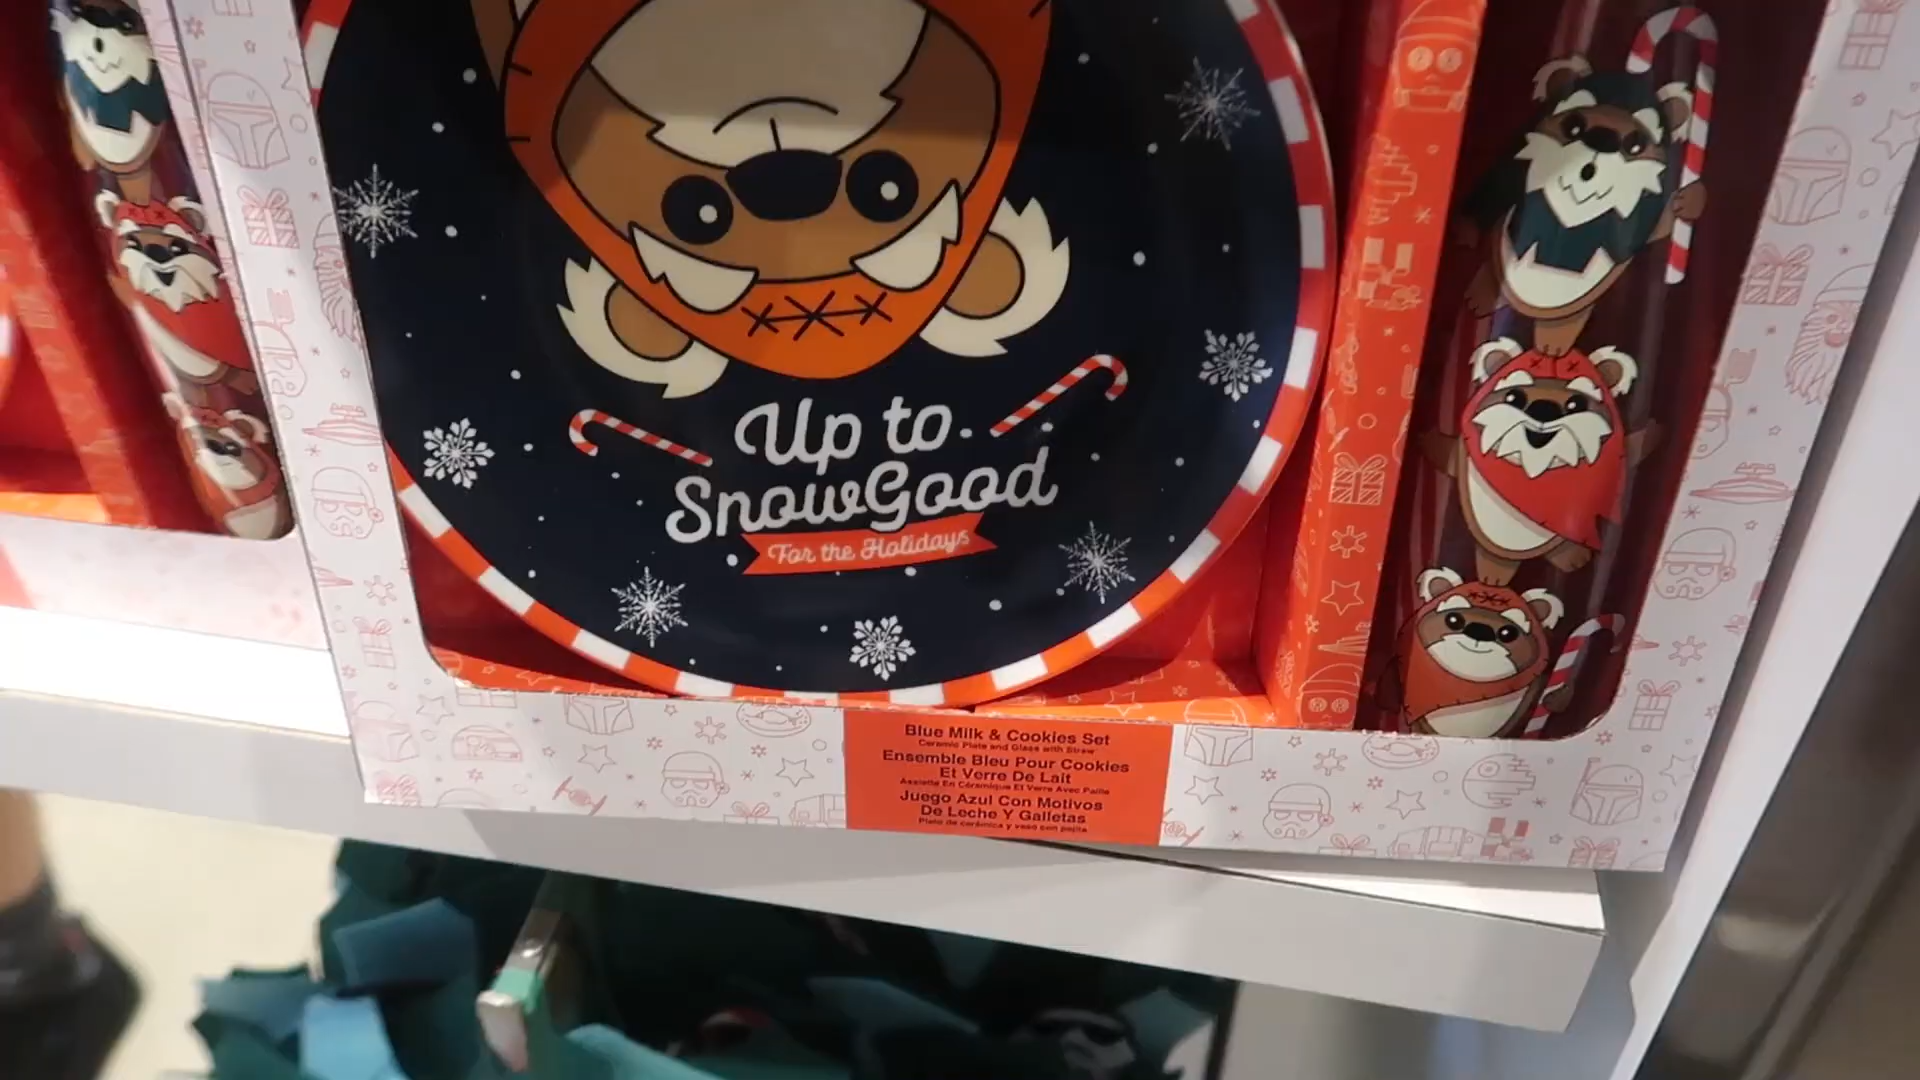 Up to
SnowGood
For the Holidays
Blue Milk & Cookies Set
Ceramic Plate and Glass with Straw
Ensemble Bleu Pour Cookies
Et Verre De Lait
Assiette En Céramique Et Verre Avec Paille
Juego Azul Con Motivos
De Leche Y Galletas
Plato de cerámica y vaso con pajita